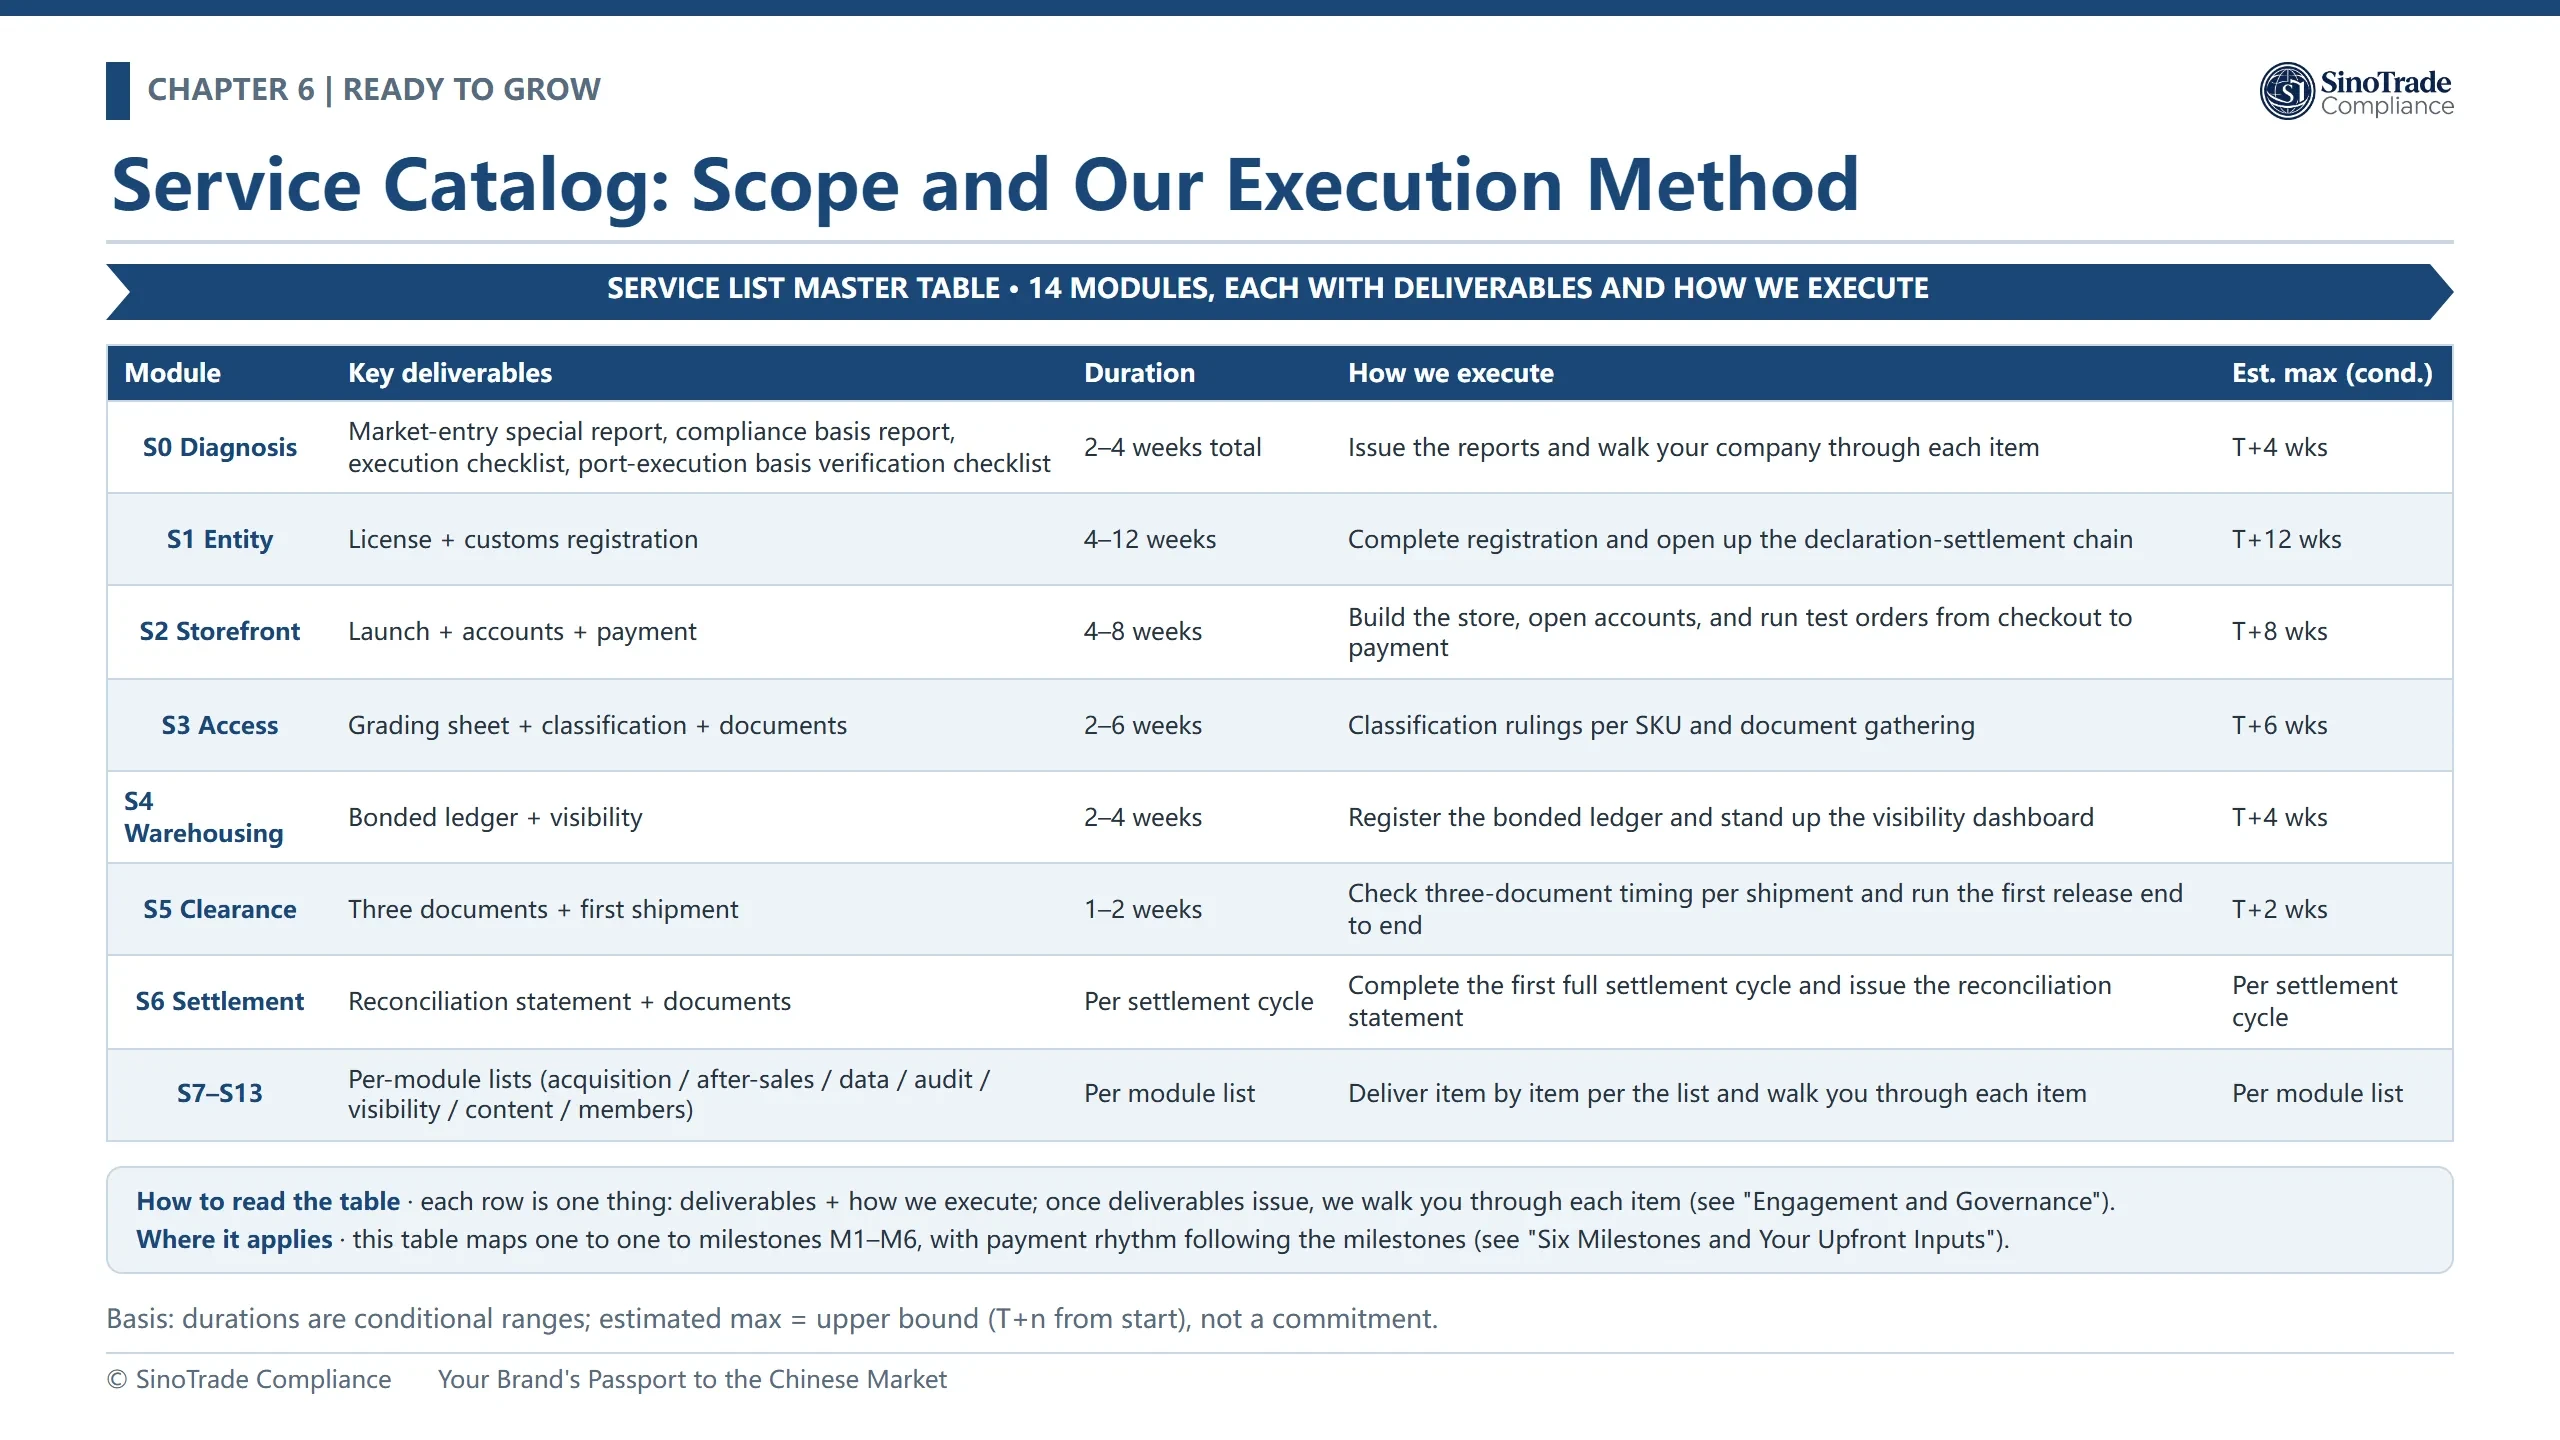 CHAPTER 6 | READY TO GROW
SinoTrade
Compliance
Service Catalog: Scope and Our Execution Method
SERVICE LIST MASTER TABLE • 14 MODULES, EACH WITH DELIVERABLES AND HOW WE EXECUTE
Module Key deliverables Duration How we execute Est. max (cond.)
S0 Diagnosis
Market-entry special report, compliance basis report,
execution checklist, port-execution basis verification checklist
2–4 weeks total
Issue the reports and walk your company through each item
T+4 wks
S1 Entity
License + customs registration
4–12 weeks
Complete registration and open up the declaration-settlement chain
T+12 wks
S2 Storefront
Launch + accounts + payment
4–8 weeks
Build the store, open accounts, and run test orders from checkout to
payment
T+8 wks
S3 Access
Grading sheet + classification + documents
2–6 weeks
Classification rulings per SKU and document gathering
T+6 wks
S4
Warehousing
Bonded ledger + visibility
2–4 weeks
Register the bonded ledger and stand up the visibility dashboard
T+4 wks
S5 Clearance
Three documents + first shipment
1–2 weeks
Check three-document timing per shipment and run the first release end
to end
T+2 wks
S6 Settlement
Reconciliation statement + documents
Per settlement cycle
Complete the first full settlement cycle and issue the reconciliation
statement
Per settlement
cycle
S7–S13
Per-module lists (acquisition / after-sales / data / audit /
visibility / content / members)
Per module list
Deliver item by item per the list and walk you through each item
Per module list
How to read the table · each row is one thing: deliverables + how we execute; once deliverables issue, we walk you through each item (see "Engagement and Governance").
Where it applies · this table maps one to one to milestones M1–M6, with payment rhythm following the milestones (see "Six Milestones and Your Upfront Inputs").
Basis: durations are conditional ranges; estimated max = upper bound (T+n from start), not a commitment.
© SinoTrade Compliance Your Brand's Passport to the Chinese Market